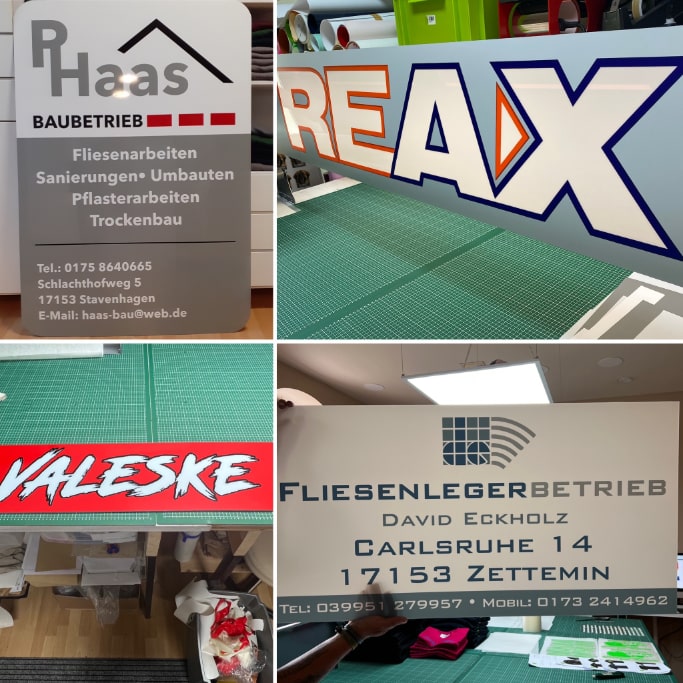 PHaas
BAUBETRIEB
Fliesenarbeiten
Sanierungen• Umbauten
Pflasterarbeiten
Trockenbau
Tel.: 0175 8640665
Schlachthofweg 5
17153 Stavenhagen
E-Mail: haas-bau@web.de
REAX
VALESKE
FLIESENLEGERBETRIEB
DAVID ECKHOLZ
CARLSRUHE 14
17153 ZETTEMIN
TEL: 039951 279957 • MOBIL: 0173 2414962